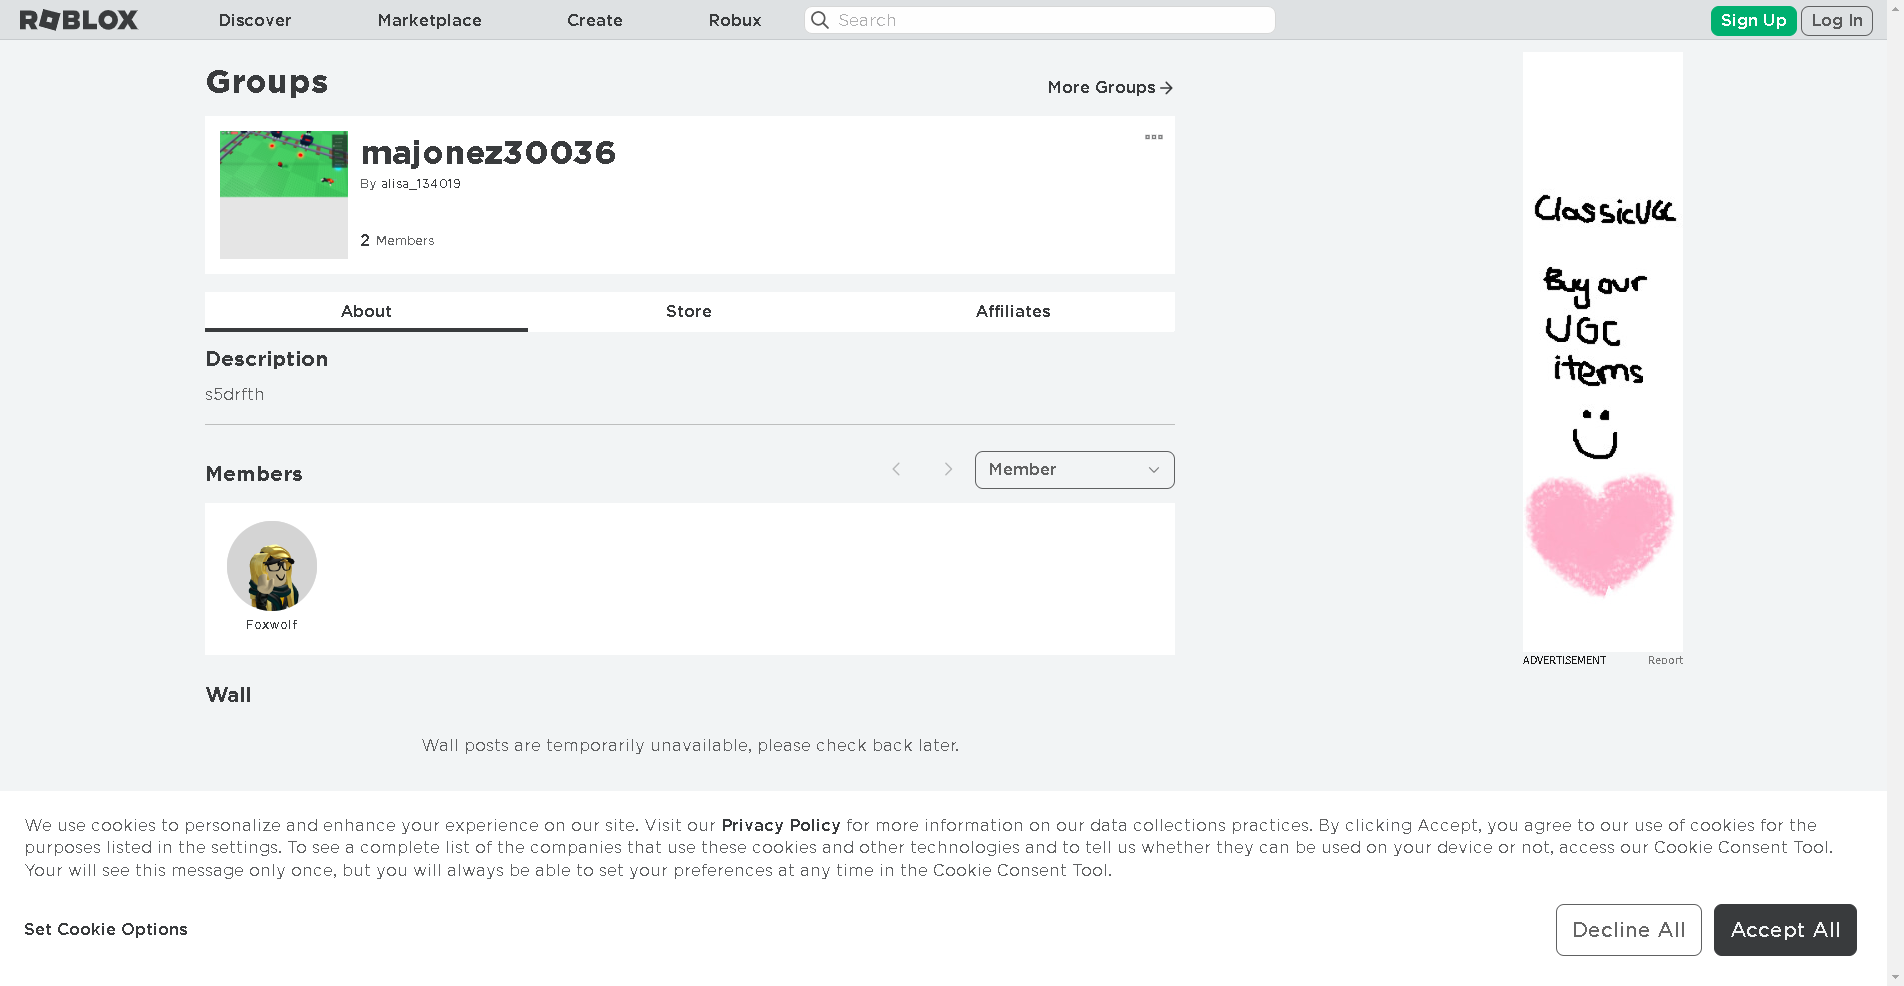 ROBLOX
Discover
Marketplace
Create
Robux
Search
Sign Up
Log In
Groups
More Groups
majonez30036
By alisa_134019
2 Members
About
Store
Affiliates
Description
s5drfth
Members
Member
Foxwolf
Wall
Wall posts are temporarily unavailable, please check back later.
ClassicUGC
Buy our
UGC
items
ADVERTISEMENT
Report
We use cookies to personalize and enhance your experience on our site. Visit our Privacy Policy for more information on our data collections practices. By clicking Accept, you agree to our use of cookies for the
purposes listed in the settings. To see a complete list of the companies that use these cookies and other technologies and to tell us whether they can be used on your device or not, access our Cookie Consent Tool.
Your will see this message only once, but you will always be able to set your preferences at any time in the Cookie Consent Tool.
Set Cookie Options
Decline All
Accept All